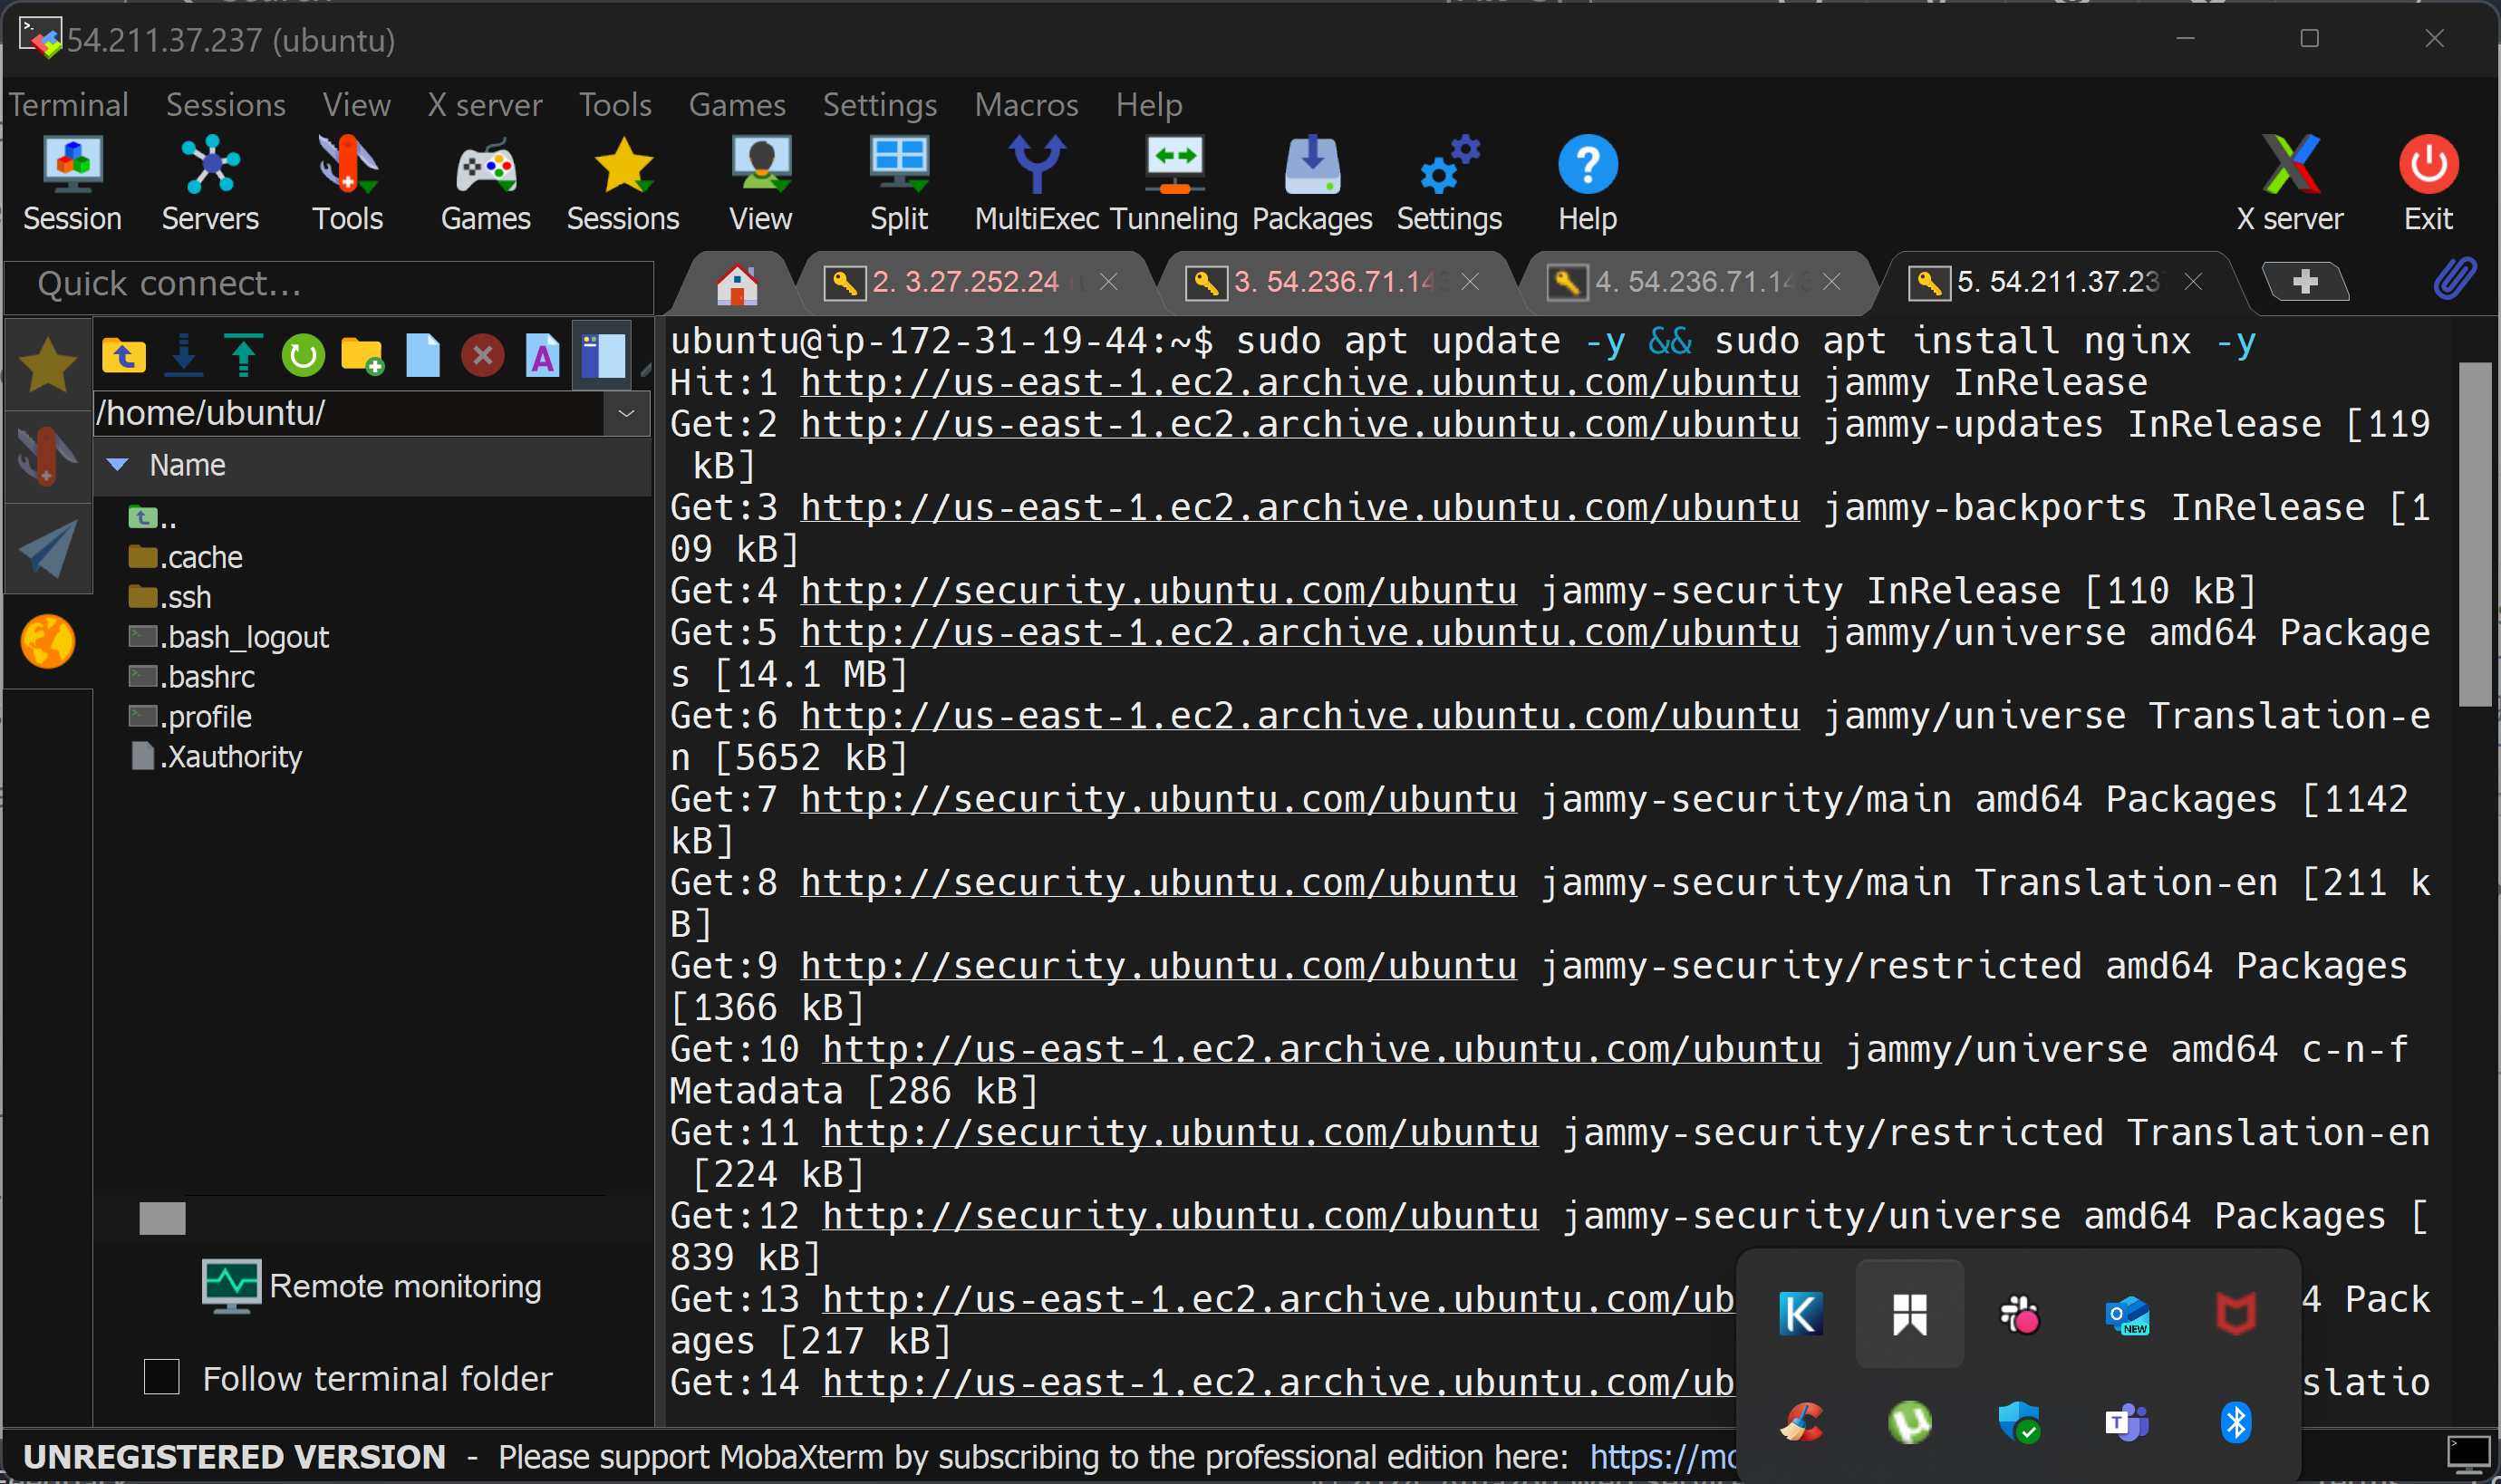 54.211.37.237 (ubuntu)
Terminal Sessions View X server Tools Games Settings Macros Help
Session Servers Tools Games Sessions View Split MultiExec Tunneling Packages Settings Help X server Exit
Quick connect...
2. 3.27.252.24
3. 54.236.71.14
4. 54.236.71.14
5. 54.211.37.23
/home/ubuntu/
Name
..
.cache
.ssh
.bash_logout
.bashrc
.profile
.Xauthority
Remote monitoring
Follow terminal folder
ubuntu@ip-172-31-19-44:~$ sudo apt update -y && sudo apt install nginx -y
Hit:1 http://us-east-1.ec2.archive.ubuntu.com/ubuntu jammy InRelease
Get:2 http://us-east-1.ec2.archive.ubuntu.com/ubuntu jammy-updates InRelease [119
 kB]
Get:3 http://us-east-1.ec2.archive.ubuntu.com/ubuntu jammy-backports InRelease [1
09 kB]
Get:4 http://security.ubuntu.com/ubuntu jammy-security InRelease [110 kB]
Get:5 http://us-east-1.ec2.archive.ubuntu.com/ubuntu jammy/universe amd64 Package
s [14.1 MB]
Get:6 http://us-east-1.ec2.archive.ubuntu.com/ubuntu jammy/universe Translation-e
n [5652 kB]
Get:7 http://security.ubuntu.com/ubuntu jammy-security/main amd64 Packages [1142
kB]
Get:8 http://security.ubuntu.com/ubuntu jammy-security/main Translation-en [211 k
B]
Get:9 http://security.ubuntu.com/ubuntu jammy-security/restricted amd64 Packages
[1366 kB]
Get:10 http://us-east-1.ec2.archive.ubuntu.com/ubuntu jammy/universe amd64 c-n-f
Metadata [286 kB]
Get:11 http://security.ubuntu.com/ubuntu jammy-security/restricted Translation-en
 [224 kB]
Get:12 http://security.ubuntu.com/ubuntu jammy-security/universe amd64 Packages [
839 kB]
Get:13 http://us-east-1.ec2.archive.ubuntu.com/ub 4 Pack
ages [217 kB]
Get:14 http://us-east-1.ec2.archive.ubuntu.com/ub slatio
UNREGISTERED VERSION - Please support MobaXterm by subscribing to the professional edition here: https://mo